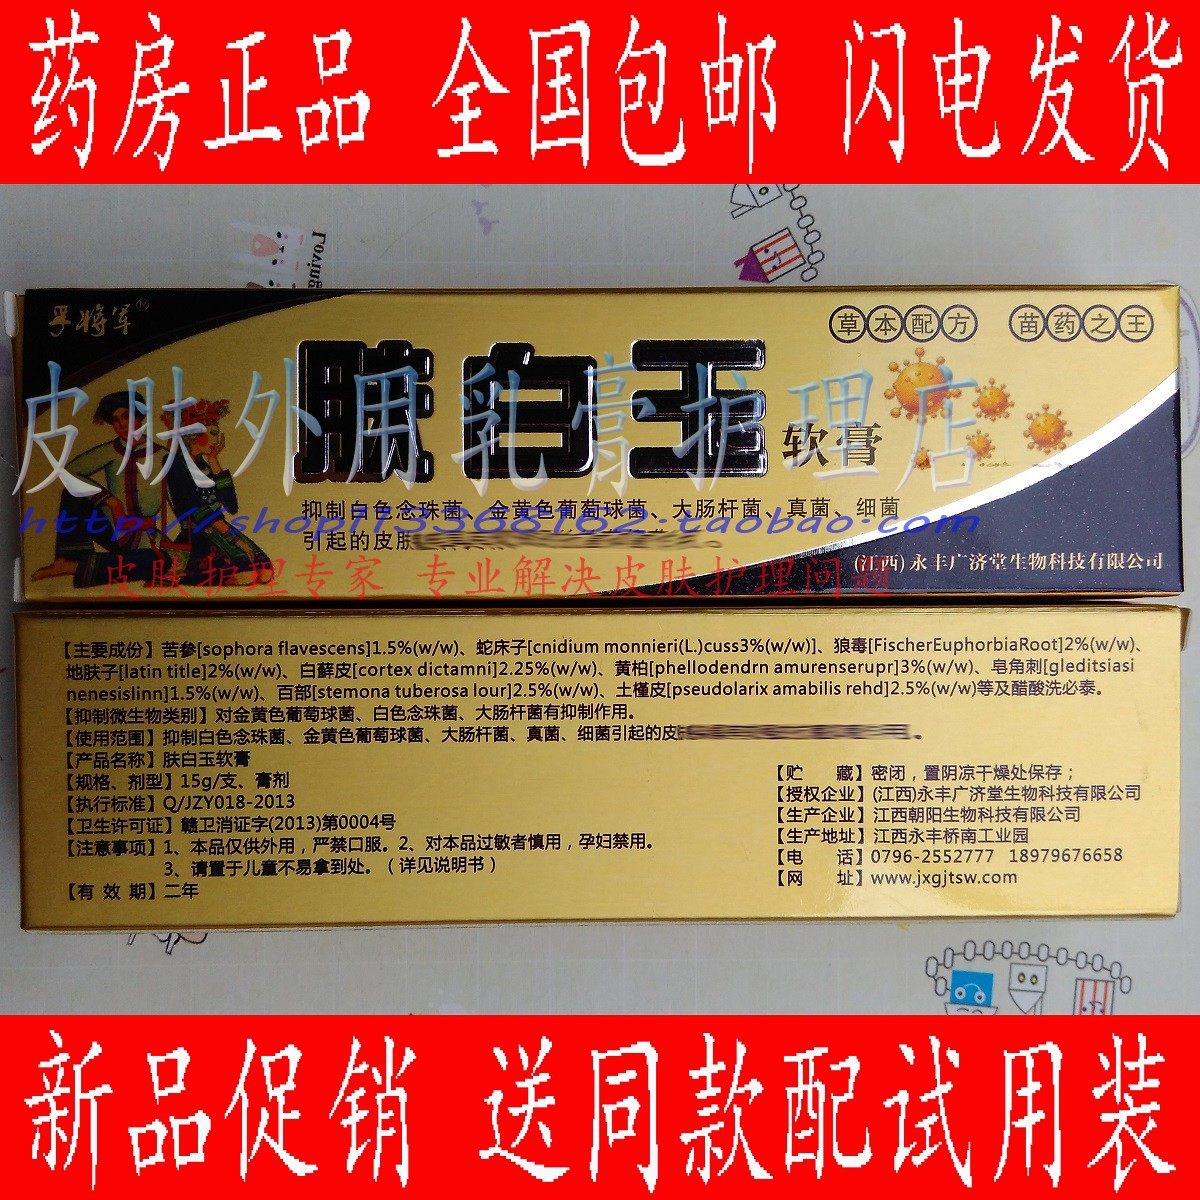 药房正品 全国包邮 闪电发货
Loving
草本配方 苗药之王
肤白玉
软膏
皮肤外用乳膏护理店
抑制白色念珠菌、金黄色葡萄球菌、大肠杆菌、真菌、细菌
http://shop113368162.taobao.com
引起的皮肤
皮肤护理专家 专业解决皮肤护理问题
(江西)永丰广济堂生物科技有限公司
【主要成份】苦参[sophora flavescens]1.5%(w/w)、蛇床子[cnidium monnieri(L.)cuss3%(w/w)]、狼毒[FischerEuphorbiaRoot]2%(w/w)、
地肤子[latin title]2%(w/w)、白藓皮[cortex dictamni]2.25%(w/w)、黄柏[phellodendrn amurenserupr]3%(w/w)、皂角刺[gleditsiasi
nenesislinn]1.5%(w/w)、百部[stemona tuberosa lour]2.5%(w/w)、土槿皮[pseudolarix amabilis rehd]2.5%(w/w)等及醋酸洗必泰。
【抑制微生物类别】对金黄色葡萄球菌、白色念珠菌、大肠杆菌有抑制作用。
【使用范围】抑制白色念珠菌、金黄色葡萄球菌、大肠杆菌、真菌、细菌引起的皮
【产品名称】肤白玉软膏
【规格、剂型】15g/支、膏剂
【执行标准】Q/JZY018-2013
【卫生许可证】赣卫消证字(2013)第0004号
【注意事项】1、本品仅供外用，严禁口服。2、对本品过敏者慎用，孕妇禁用。
3、请置于儿童不易拿到处。（详见说明书）
【有 效 期】二年
【贮 藏】密闭，置阴凉干燥处保存；
【授权企业】(江西)永丰广济堂生物科技有限公司
【生产企业】江西朝阳生物科技有限公司
【生产地址】江西永丰桥南工业园
【电 话】0796-2552777 18979676658
【网 址】www.jxgjtsw.com
新品促销 送同款配试用装